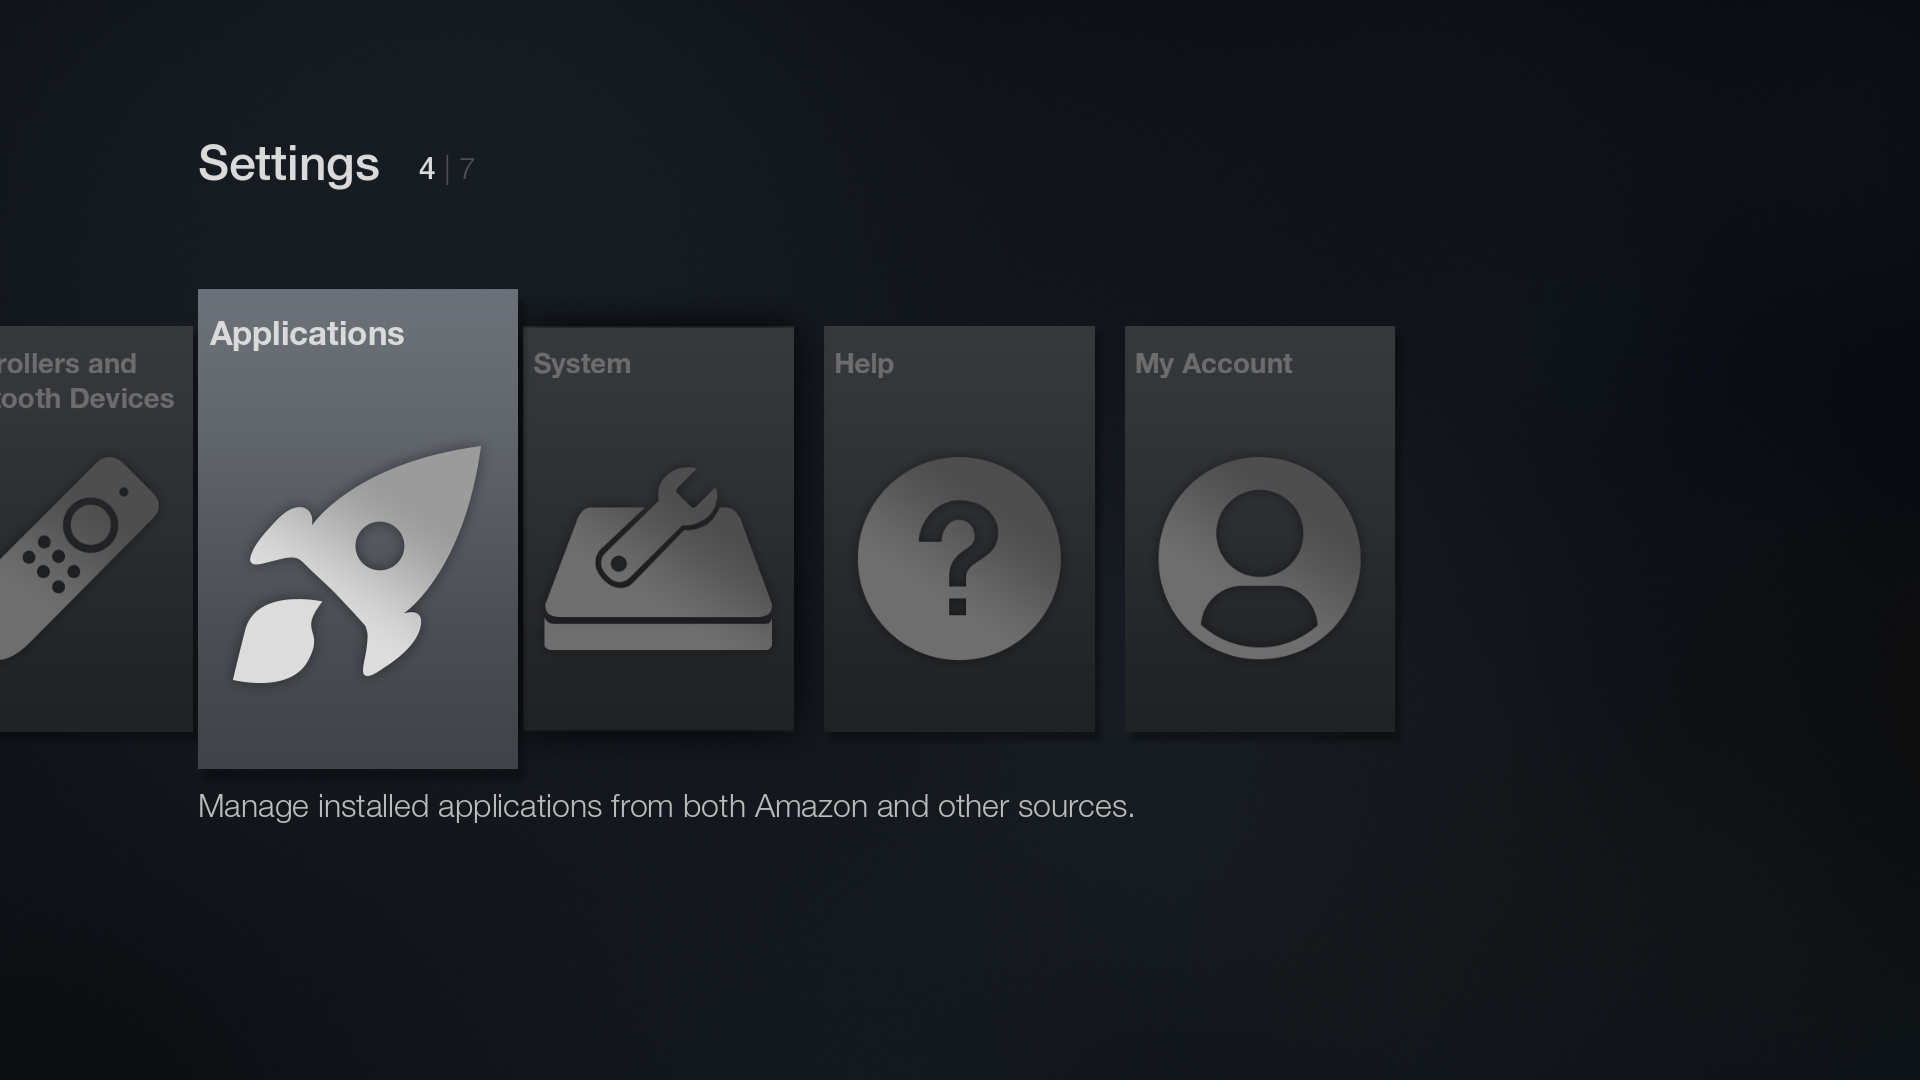 Settings 4 | 7
rollers and
tooth Devices
Applications
System
Help
My Account
Manage installed applications from both Amazon and other sources.